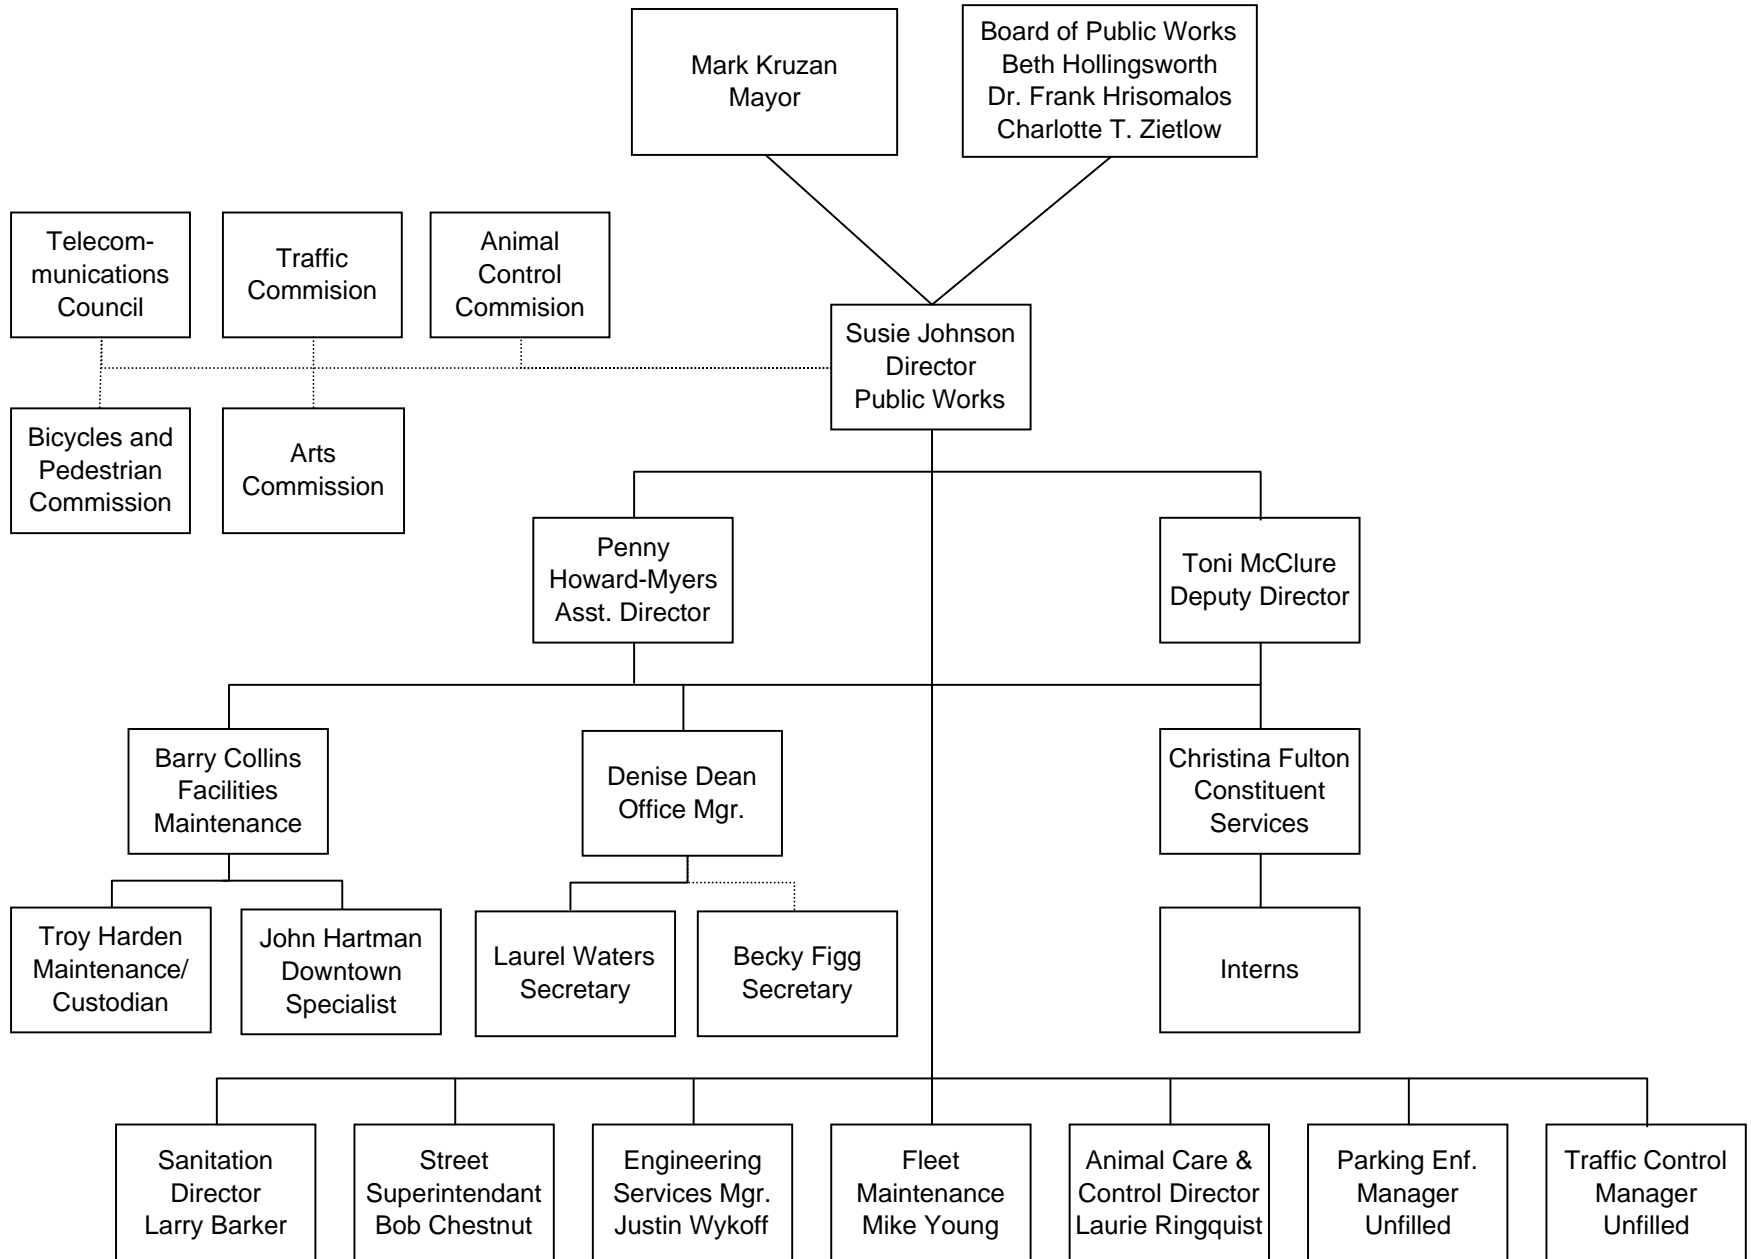 Mark Kruzan
Mayor
Board of Public Works
Beth Hollingsworth
Dr. Frank Hrisomalos
Charlotte T. Zietlow
Telecom-
munications
Council
Traffic
Commision
Animal
Control
Commision
Susie Johnson
Director
Public Works
Bicycles and
Pedestrian
Commission
Arts
Commission
Penny
Howard-Myers
Asst. Director
Toni McClure
Deputy Director
Barry Collins
Facilities
Maintenance
Denise Dean
Office Mgr.
Christina Fulton
Constituent
Services
Troy Harden
Maintenance/
Custodian
John Hartman
Downtown
Specialist
Laurel Waters
Secretary
Becky Figg
Secretary
Interns
Sanitation
Director
Larry Barker
Street
Superintendant
Bob Chestnut
Engineering
Services Mgr.
Justin Wykoff
Fleet
Maintenance
Mike Young
Animal Care &
Control Director
Laurie Ringquist
Parking Enf.
Manager
Unfilled
Traffic Control
Manager
Unfilled